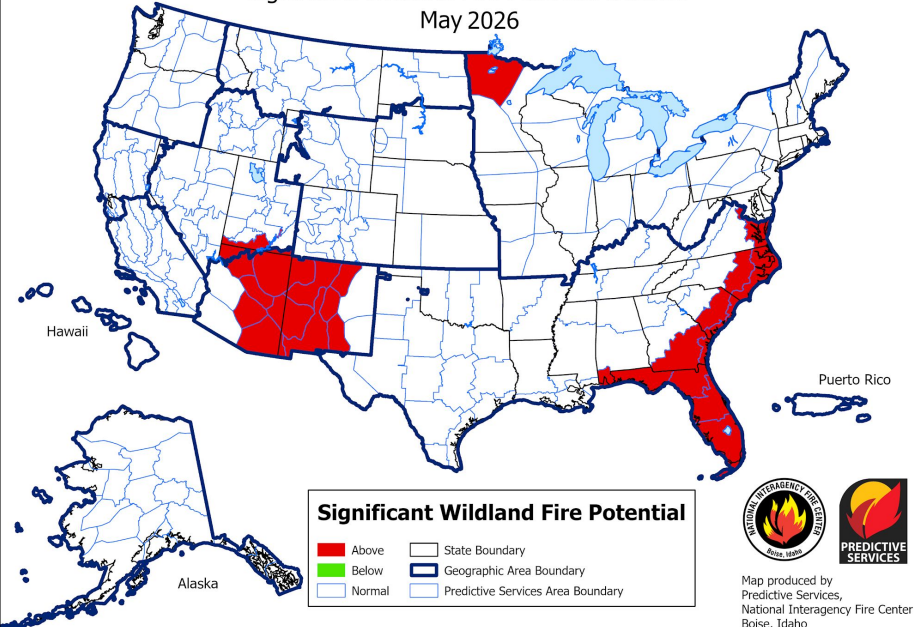 May 2026
Hawaii
Puerto Rico
Alaska
Significant Wildland Fire Potential
Above
State Boundary
Below
Geographic Area Boundary
Normal
Predictive Services Area Boundary
NATIONAL INTERAGENCY FIRE CENTER
Boise, Idaho
PREDICTIVE
SERVICES
Map produced by
Predictive Services,
National Interagency Fire Center
Boise, Idaho